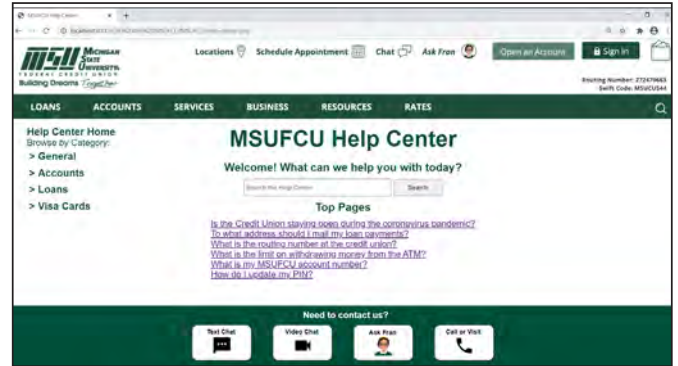 MSUFCU Help Center
MSU MICHIGAN STATE UNIVERSITY
FEDERAL CREDIT UNION
Building Dreams Together
Locations Schedule Appointment Chat Ask Fran Open an Account Sign In
Routing Number: 272479663
Swift Code: MSUCUS44
LOANS ACCOUNTS SERVICES BUSINESS RESOURCES RATES
Help Center Home
Browse by Category:
> General
> Accounts
> Loans
> Visa Cards
MSUFCU Help Center
Welcome! What can we help you with today?
Search the Help Center Search
Top Pages
Is the Credit Union staying open during the coronavirus pandemic?
To what address should I mail my loan payments?
What is the routing number of the credit union?
What is the limit on withdrawing money from the ATM?
What is my MSUFCU account number?
How do I update my PIN?
Need to contact us?
Text Chat Video Chat Ask Fran Call or Visit